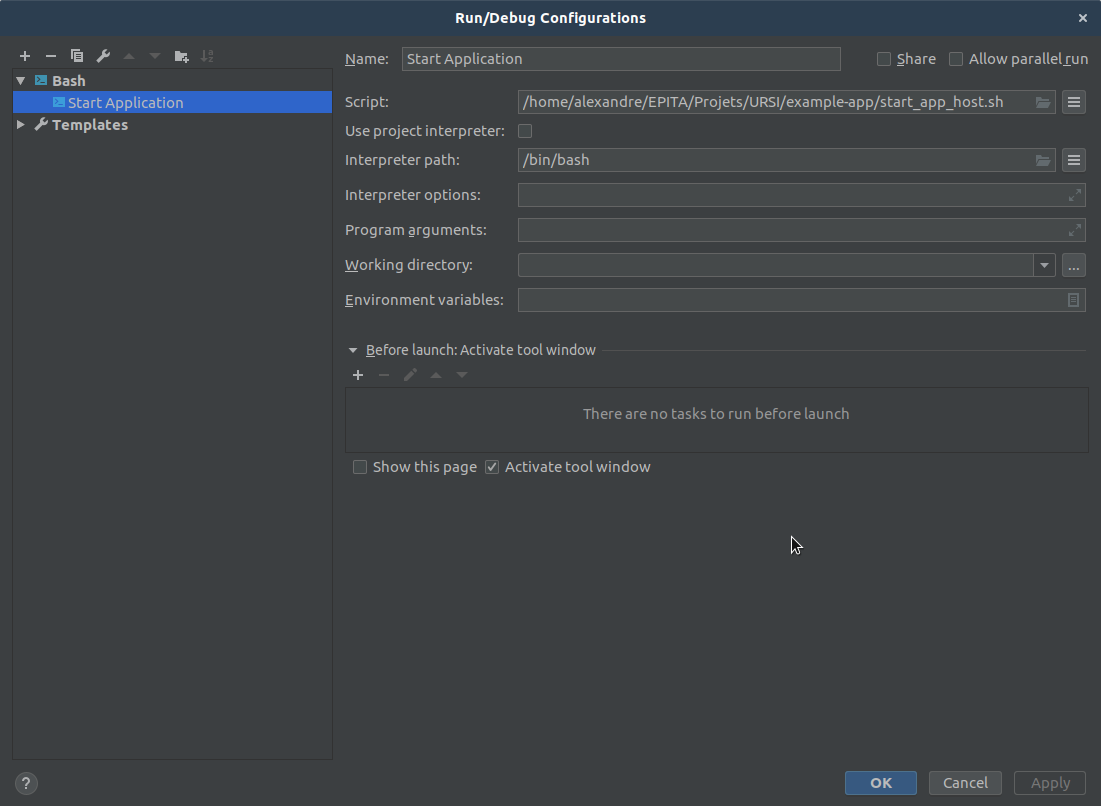 Run/Debug Configurations
Bash
Start Application
Templates
Name: Start Application Share Allow parallel run
Script: /home/alexandre/EPITA/Projets/URSI/example-app/start_app_host.sh
Use project interpreter:
Interpreter path: /bin/bash
Interpreter options:
Program arguments:
Working directory: ...
Environment variables:
Before launch: Activate tool window
There are no tasks to run before launch
Show this page Activate tool window
? OK Cancel Apply